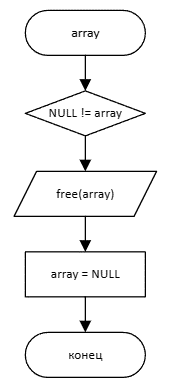 array
NULL != array
free(array)
array = NULL
конец